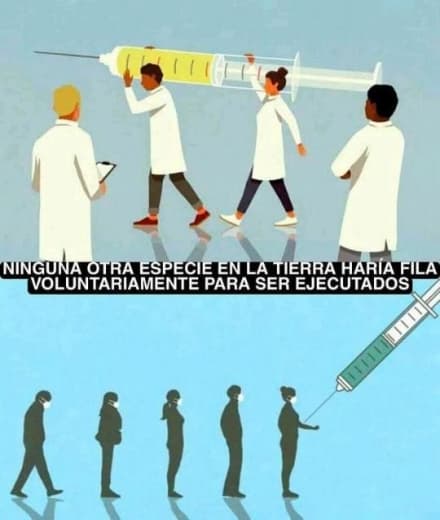 NINGUNA OTRA ESPECIE EN LA TIERRA HARÍA FILA
VOLUNTARIAMENTE PARA SER EJECUTADOS